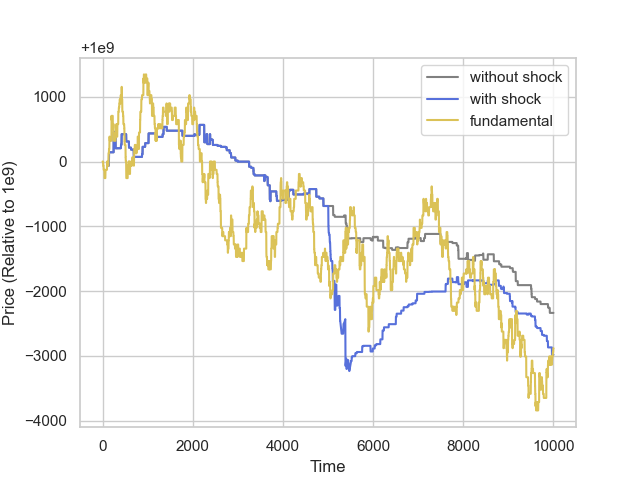 +1e9
without shock
with shock
fundamental
1000
0
−1000
−2000
−3000
−4000
Price (Relative to 1e9)
0 2000 4000 6000 8000 10000
Time